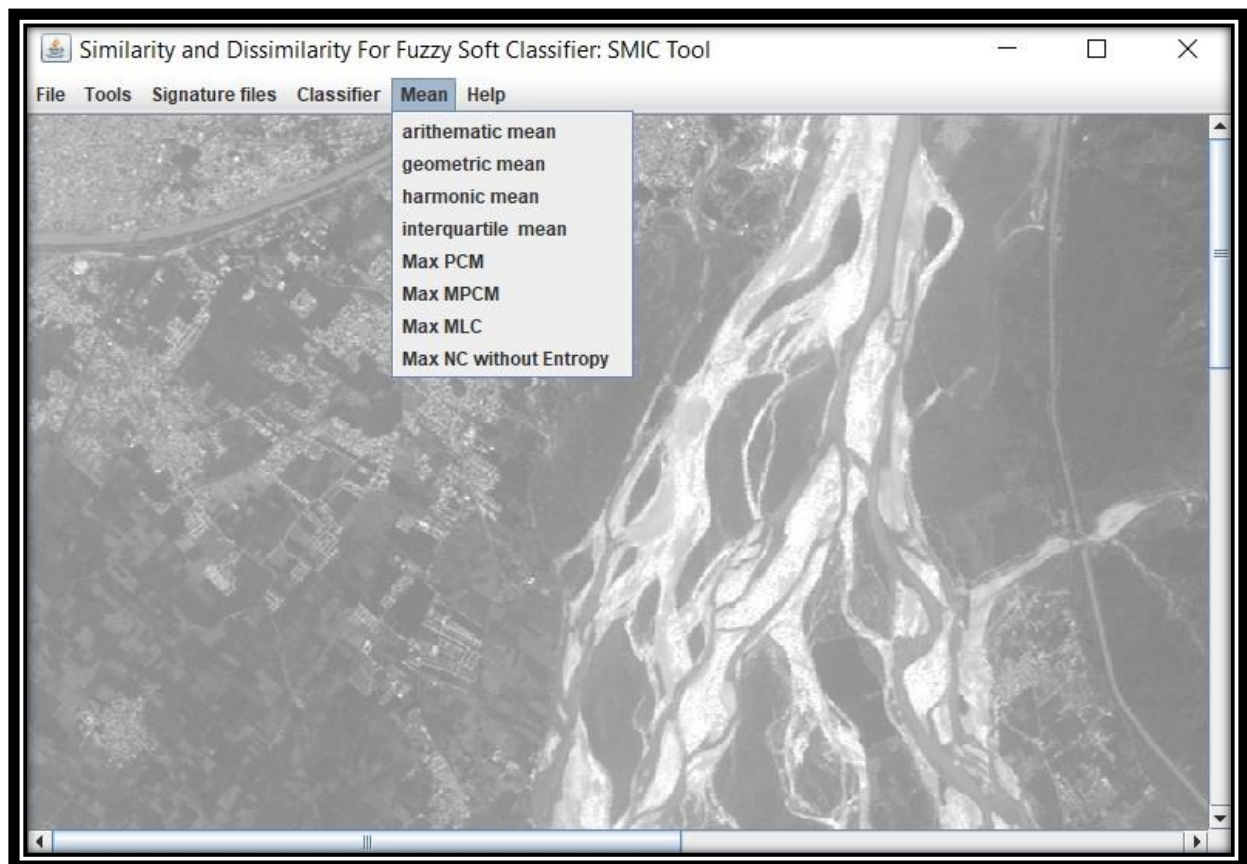 Similarity and Dissimilarity For Fuzzy Soft Classifier: SMIC Tool
File Tools Signature files Classifier Mean Help
arithematic mean
geometric mean
harmonic mean
interquartile mean
Max PCM
Max MPCM
Max MLC
Max NC without Entropy